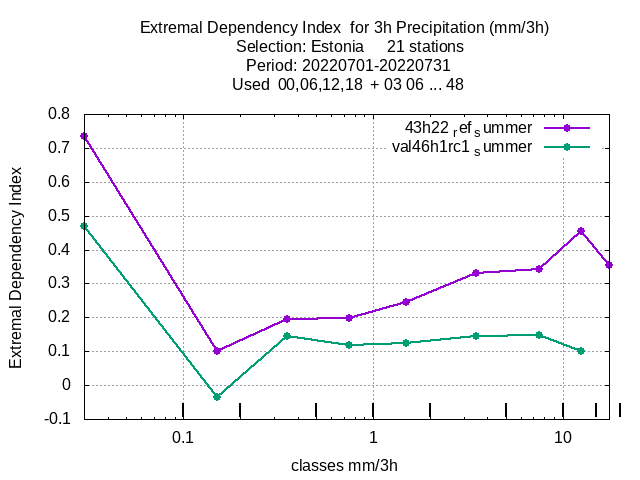 Extremal Dependency Index  for 3h Precipitation (mm/3h)
Selection: Estonia     21 stations
Period: 20220701-20220731
Used  00,06,12,18  + 03 06 ... 48
43h22 ref summer
val46h1rc1 summer
Extremal Dependency Index
0.8
0.7
0.6
0.5
0.4
0.3
0.2
0.1
0
-0.1
0.1
1
10
classes mm/3h